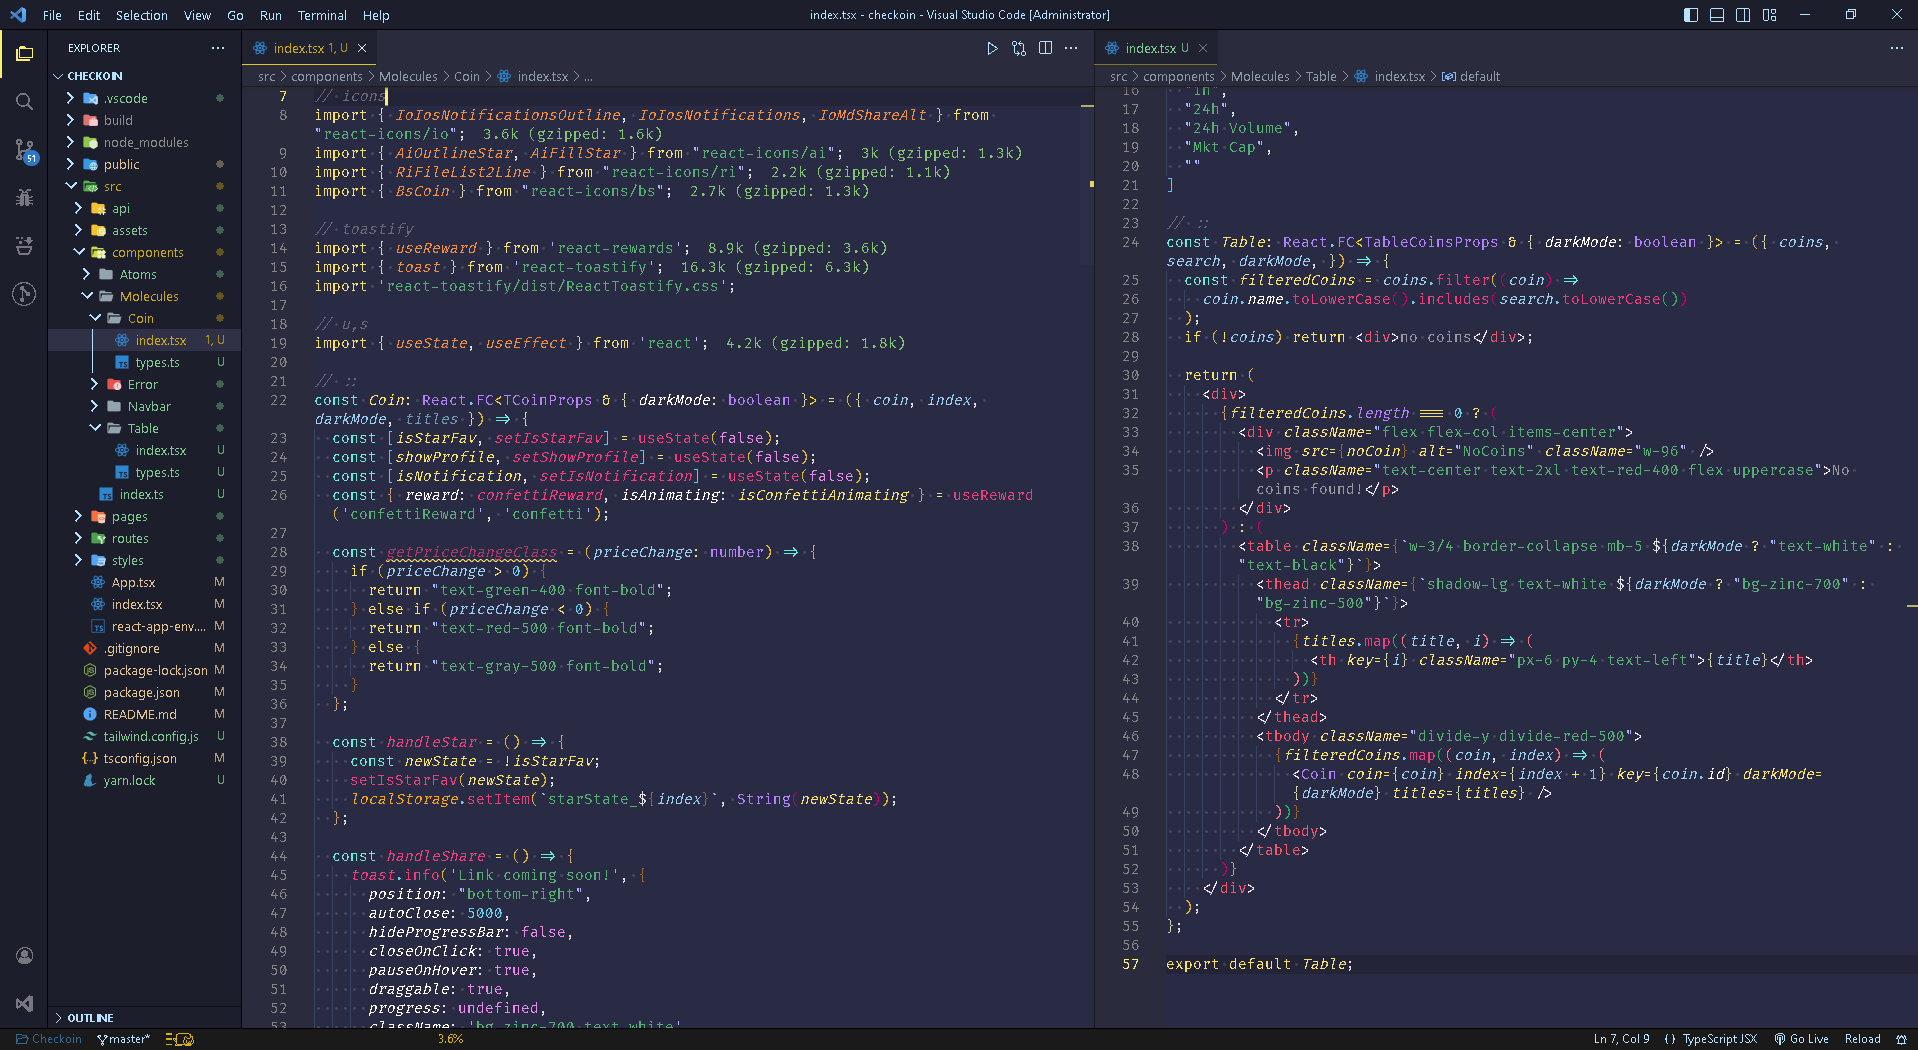 File Edit Selection View Go Run Terminal Help
index.tsx - checkoin - Visual Studio Code [Administrator]
EXPLORER
CHECKOIN
.vscode
build
node_modules
public
src
api
assets
components
Atoms
Molecules
Coin
index.tsx 1, U
types.ts U
Error
Navbar
Table
index.tsx U
types.ts U
index.ts U
pages
routes
styles
App.tsx M
index.tsx M
react-app-env.... M
.gitignore M
package-lock.json M
package.json M
README.md M
tailwind.config.js U
tsconfig.json M
yarn.lock U
OUTLINE
51
index.tsx 1, U
src > components > Molecules > Coin > index.tsx > ...
7 // icons
8 import { IoIosNotificationsOutline, IoIosNotifications, IoMdShareAlt } from
"react-icons/io"; 3.6k (gzipped: 1.6k)
9 import { AiOutlineStar, AiFillStar } from "react-icons/ai"; 3k (gzipped: 1.3k)
10 import { RiFileList2Line } from "react-icons/ri"; 2.2k (gzipped: 1.1k)
11 import { BsCoin } from "react-icons/bs"; 2.7k (gzipped: 1.3k)
12
13 // toastify
14 import { useReward } from 'react-rewards'; 8.9k (gzipped: 3.6k)
15 import { toast } from 'react-toastify'; 16.3k (gzipped: 6.3k)
16 import 'react-toastify/dist/ReactToastify.css';
17
18 // u,s
19 import { useState, useEffect } from 'react'; 4.2k (gzipped: 1.8k)
20
21 // ::
22 const Coin: React.FC<TCoinProps & { darkMode: boolean }> = ({ coin, index,
darkMode, titles }) => {
23 const [isStarFav, setIsStarFav] = useState(false);
24 const [showProfile, setShowProfile] = useState(false);
25 const [isNotification, setIsNotification] = useState(false);
26 const { reward: confettiReward, isAnimating: isConfettiAnimating } = useReward
('confettiReward', 'confetti');
27
28 const getPriceChangeClass = (priceChange: number) => {
29 if (priceChange > 0) {
30 return "text-green-400 font-bold";
31 } else if (priceChange < 0) {
32 return "text-red-500 font-bold";
33 } else {
34 return "text-gray-500 font-bold";
35 }
36 };
37
38 const handleStar = () => {
39 const newState = !isStarFav;
40 setIsStarFav(newState);
41 localStorage.setItem(`starState_${index}`, String(newState));
42 };
43
44 const handleShare = () => {
45 toast.info('Link coming soon!', {
46 position: "bottom-right",
47 autoClose: 5000,
48 hideProgressBar: false,
49 closeOnClick: true,
50 pauseOnHover: true,
51 draggable: true,
52 progress: undefined,
53 className: 'bg-zinc-700 text-white'
index.tsx U
src > components > Molecules > Table > index.tsx > default
16 "1h",
17 "24h",
18 "24h Volume",
19 "Mkt Cap",
20 ""
21 ]
22
23 // ::
24 const Table: React.FC<TableCoinsProps & { darkMode: boolean }> = ({ coins,
search, darkMode, }) => {
25 const filteredCoins = coins.filter((coin) =>
26 coin.name.toLowerCase().includes(search.toLowerCase())
27 );
28 if (!coins) return <div>no coins</div>;
29
30 return (
31 <div>
32 {filteredCoins.length === 0 ? (
33 <div className="flex flex-col items-center">
34 <img src={noCoin} alt="NoCoins" className="w-96" />
35 <p className="text-center text-2xl text-red-400 flex uppercase">No
coins found!</p>
36 </div>
37 ) : (
38 <table className={`w-3/4 border-collapse mb-5 ${darkMode ? "text-white" :
"text-black"}`}>
39 <thead className={`shadow-lg text-white ${darkMode ? "bg-zinc-700" :
"bg-zinc-500"}`}>
40 <tr>
41 {titles.map((title, i) => (
42 <th key={i} className="px-6 py-4 text-left">{title}</th>
43 ))}
44 </tr>
45 </thead>
46 <tbody className="divide-y divide-red-500">
47 {filteredCoins.map((coin, index) => (
48 <Coin coin={coin} index={index + 1} key={coin.id} darkMode=
{darkMode} titles={titles} />
49 ))}
50 </tbody>
51 </table>
52 )}
53 </div>
54 );
55 };
56
57 export default Table;
Checkoin master* 3.6% Ln 7, Col 9 {} TypeScript JSX Go Live Reload